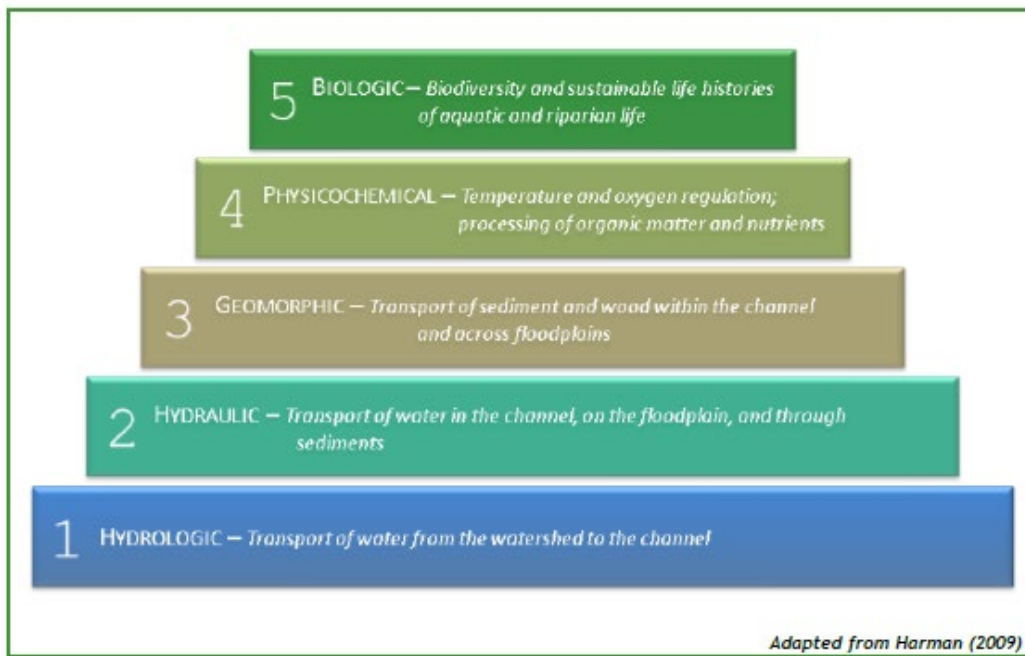 5 BIOLOGIC – Biodiversity and sustainable life histories
of aquatic and riparian life
4 PHYSICOCHEMICAL – Temperature and oxygen regulation;
processing of organic matter and nutrients
3 GEOMORPHIC – Transport of sediment and wood within the channel
and across floodplains
2 HYDRAULIC – Transport of water in the channel, on the floodplain, and through
sediments
1 HYDROLOGIC – Transport of water from the watershed to the channel
Adapted from Harman (2009)